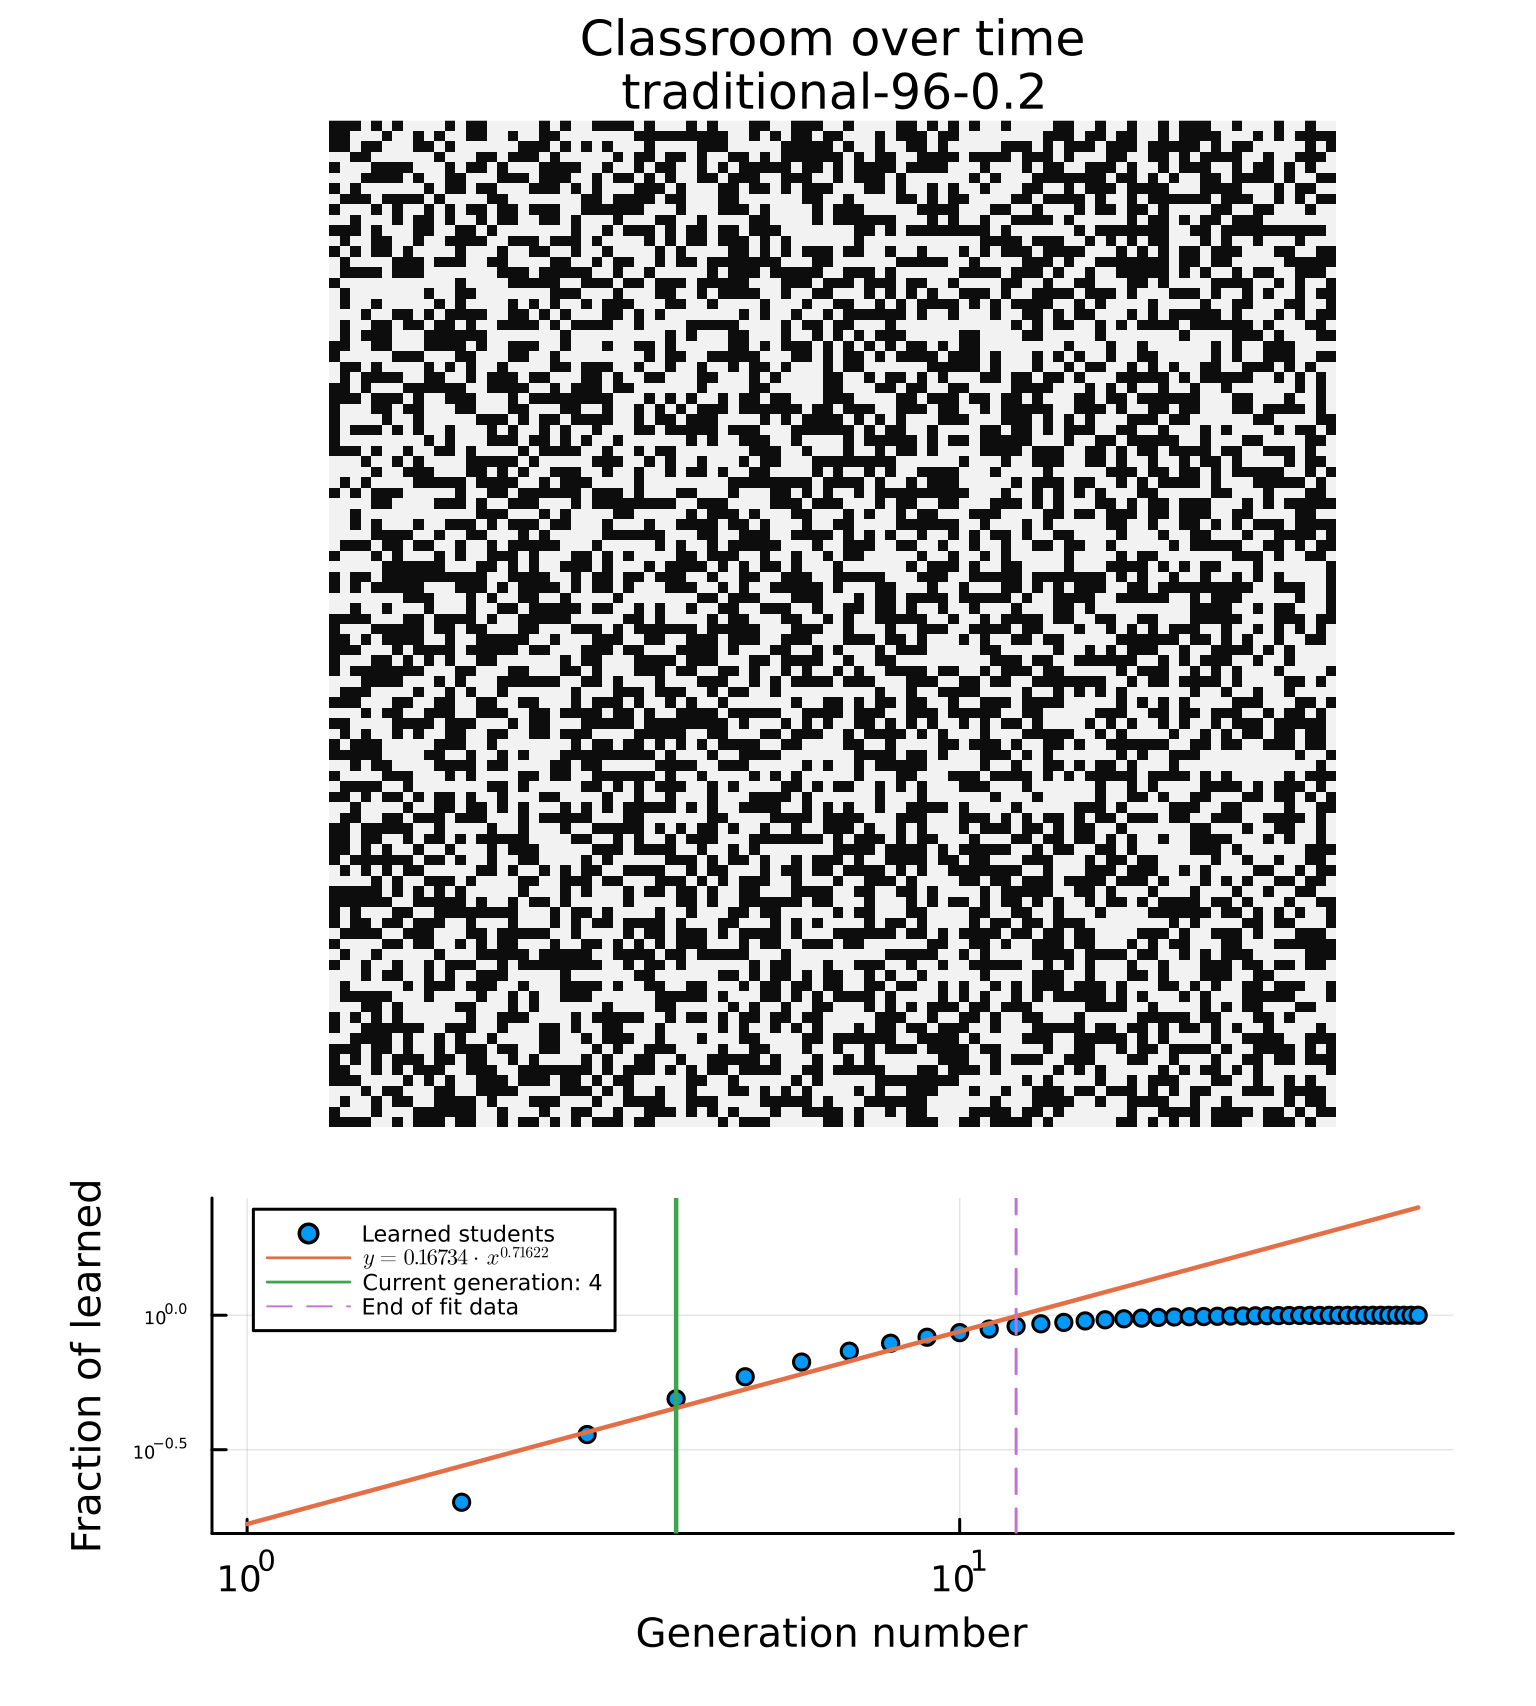 Classroom over time
traditional-96-0.2
Fraction of learned
Learned students
y = 0.16734 · x^0.71622
Current generation: 4
End of fit data
10^0.0
10^−0.5
10^0
10^1
Generation number